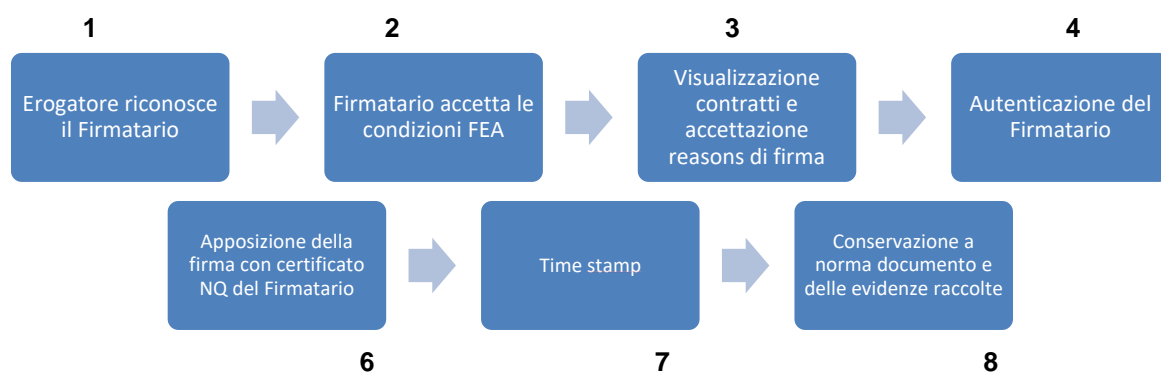 1
2
3
4
Erogatore riconosce
il Firmatario
Firmatario accetta le
condizioni FEA
Visualizzazione
contratti e
accettazione
reasons di firma
Autenticazione del
Firmatario
Apposizione della
firma con certificato
NQ del Firmatario
Time stamp
Conservazione a
norma documento e
delle evidenze raccolte
6
7
8